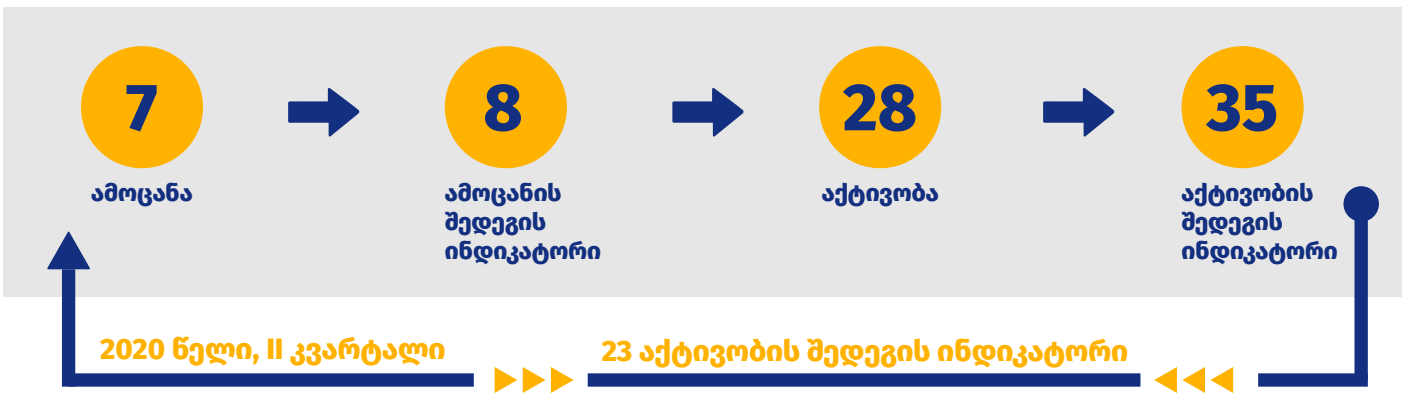 7
ამოცანა
8
ამოცანის
შედეგის
ინდიკატორი
28
აქტივობა
35
აქტივობის
შედეგის
ინდიკატორი
2020 წელი, II კვარტალი
23 აქტივობის შედეგის ინდიკატორი